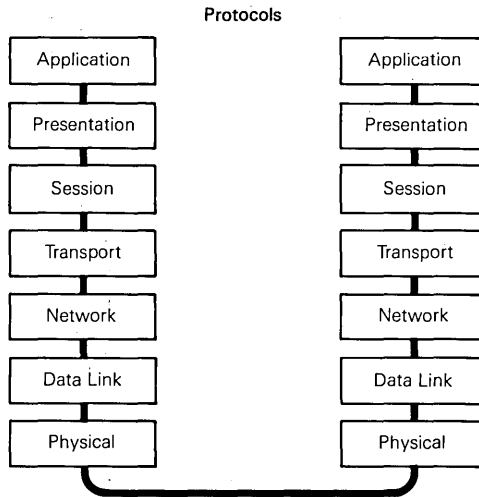 Protocols
Application
Application
Presentation
Presentation
Session
Session
Transport
Transport
Network
Network
Data Link
Data Link
Physical
Physical